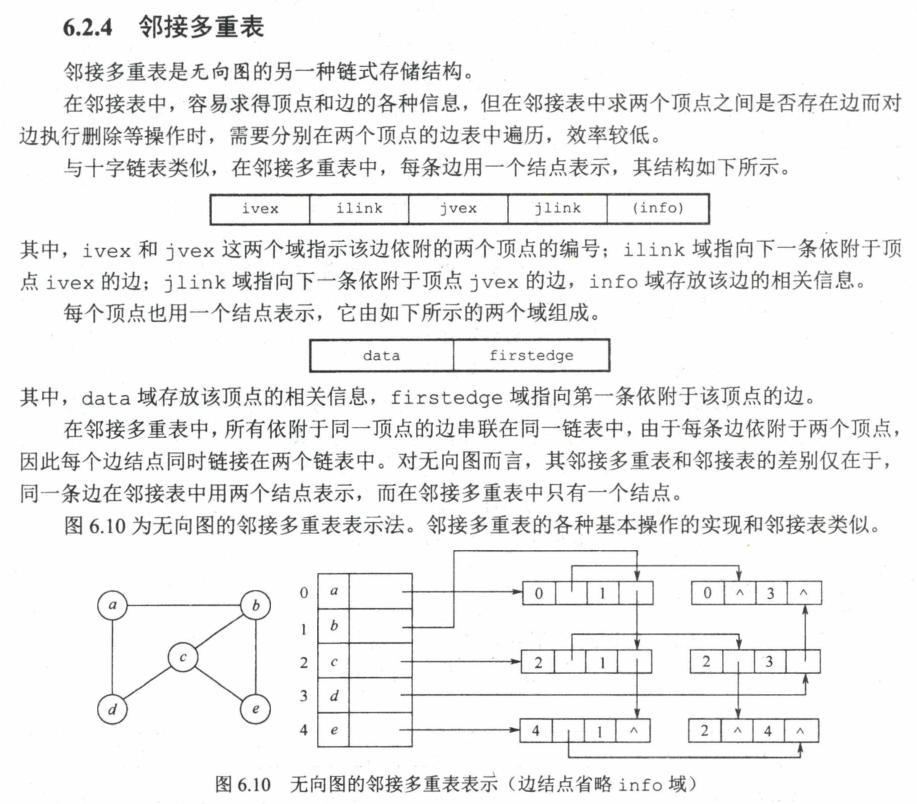 6.2.4 邻接多重表
邻接多重表是无向图的另一种链式存储结构。
在邻接表中，容易求得顶点和边的各种信息，但在邻接表中求两个顶点之间是否存在边而对
边执行删除等操作时，需要分别在两个顶点的边表中遍历，效率较低。
与十字链表类似，在邻接多重表中，每条边用一个结点表示，其结构如下所示。
ivex ilink jvex jlink (info)
其中，ivex 和 jvex 这两个域指示该边依附的两个顶点的编号；ilink 域指向下一条依附于顶
点 ivex 的边；jlink 域指向下一条依附于顶点 jvex 的边，info 域存放该边的相关信息。
每个顶点也用一个结点表示，它由如下所示的两个域组成。
data firstedge
其中，data 域存放该顶点的相关信息，firstedge 域指向第一条依附于该顶点的边。
在邻接多重表中，所有依附于同一顶点的边串联在同一链表中，由于每条边依附于两个顶点，
因此每个边结点同时链接在两个链表中。对无向图而言，其邻接多重表和邻接表的差别仅在于，
同一条边在邻接表中用两个结点表示，而在邻接多重表中只有一个结点。
图 6.10 为无向图的邻接多重表表示法。邻接多重表的各种基本操作的实现和邻接表类似。
a b 0 a 0 1 0 ^ 3 ^
1 b
c 2 c 2 1 2 3
d e 3 d
4 e 4 1 ^ 2 ^ 4 ^
图 6.10 无向图的邻接多重表表示（边结点省略 info 域）